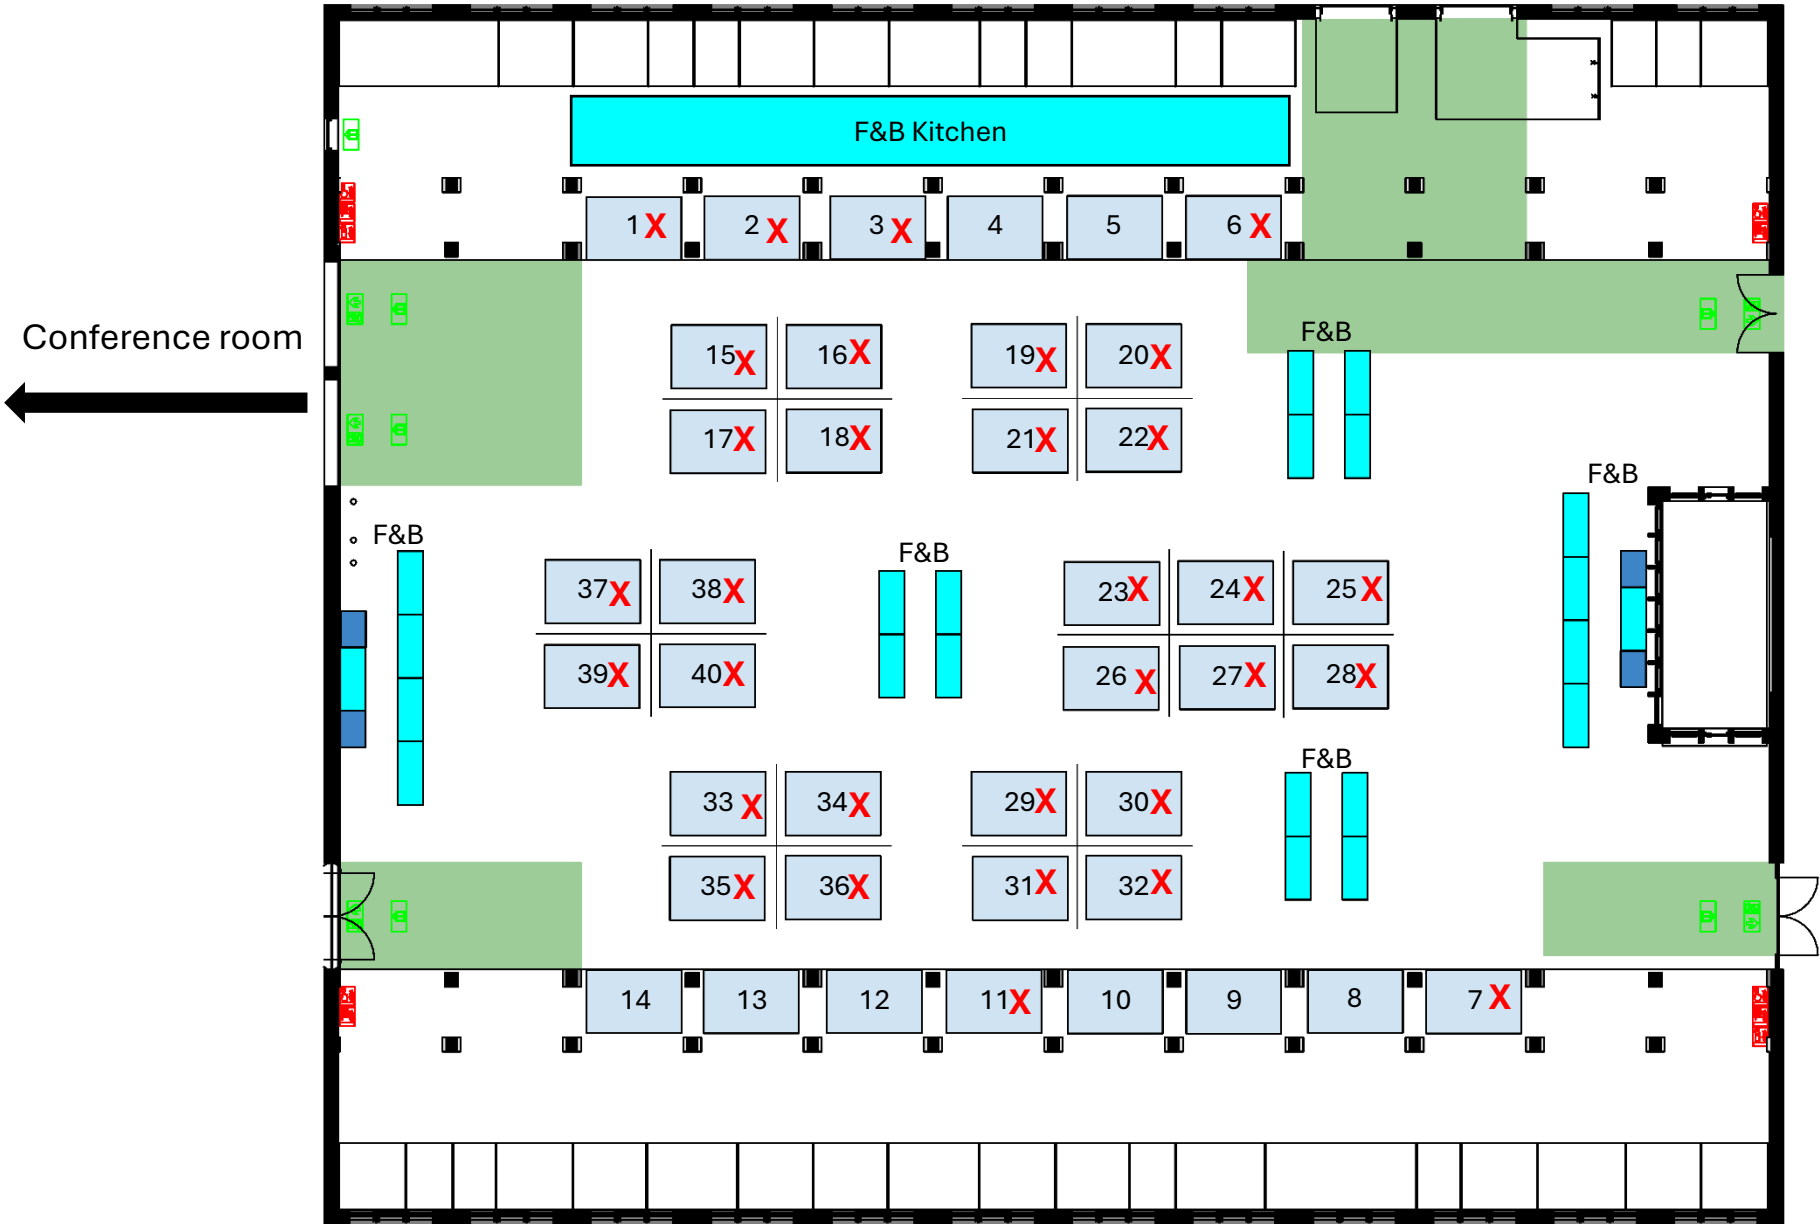 F&B Kitchen
1 X 2 X 3 X 4 5 6 X
Conference room
F&B
15 X 16 X 19 X 20 X
17 X 18 X 21 X 22 X
F&B
F&B
F&B
37 X 38 X 23 X 24 X 25 X
39 X 40 X 26 X 27 X 28 X
F&B
33 X 34 X 29 X 30 X
35 X 36 X 31 X 32 X
14 13 12 11 X 10 9 8 7 X